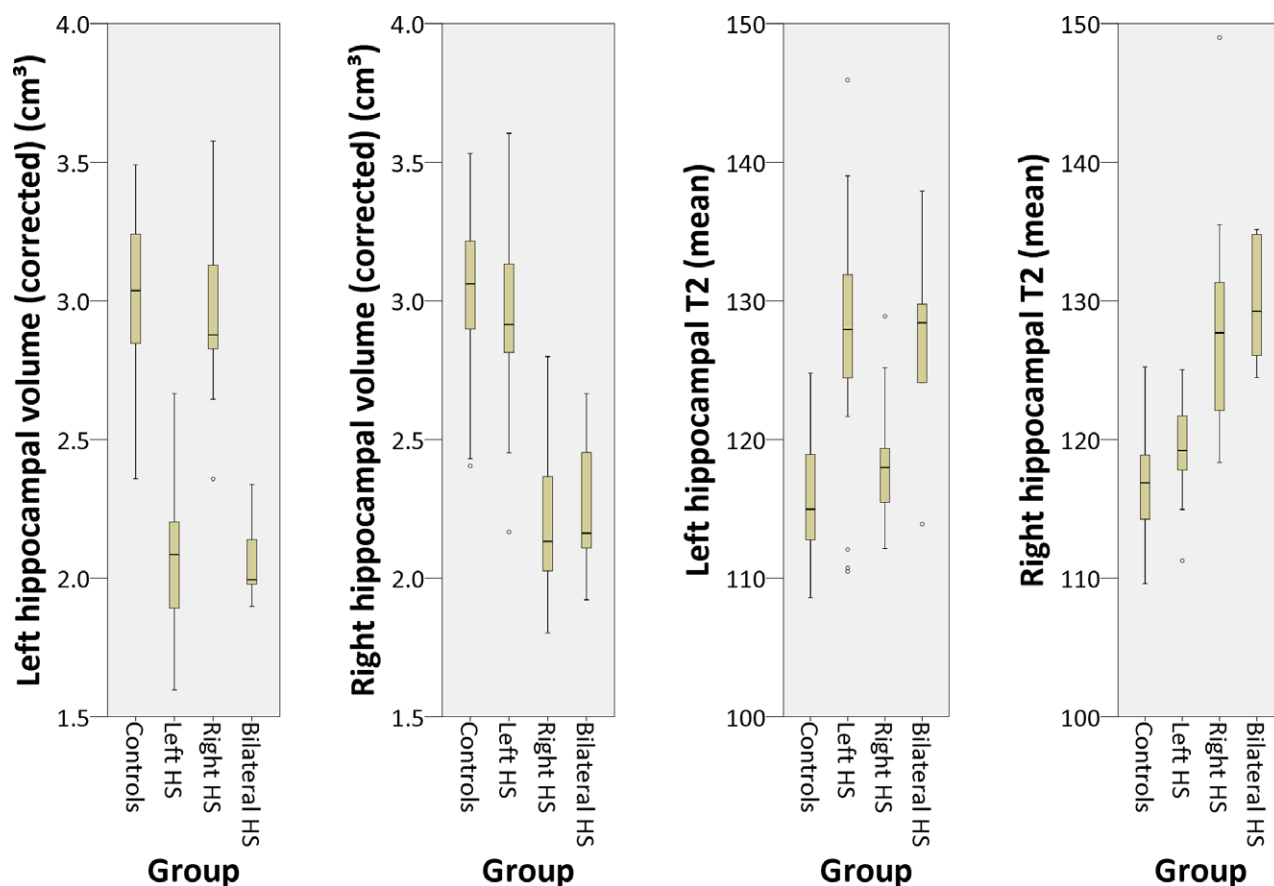 Left hippocampal volume (corrected) (cm³)
4.0
3.5
3.0
2.5
2.0
1.5
Controls
Left HS
Right HS
Bilateral HS
Group
Right hippocampal volume (corrected) (cm³)
4.0
3.5
3.0
2.5
2.0
1.5
Controls
Left HS
Right HS
Bilateral HS
Group
Left hippocampal T2 (mean)
150
140
130
120
110
100
Controls
Left HS
Right HS
Bilateral HS
Group
Right hippocampal T2 (mean)
150
140
130
120
110
100
Controls
Left HS
Right HS
Bilateral HS
Group